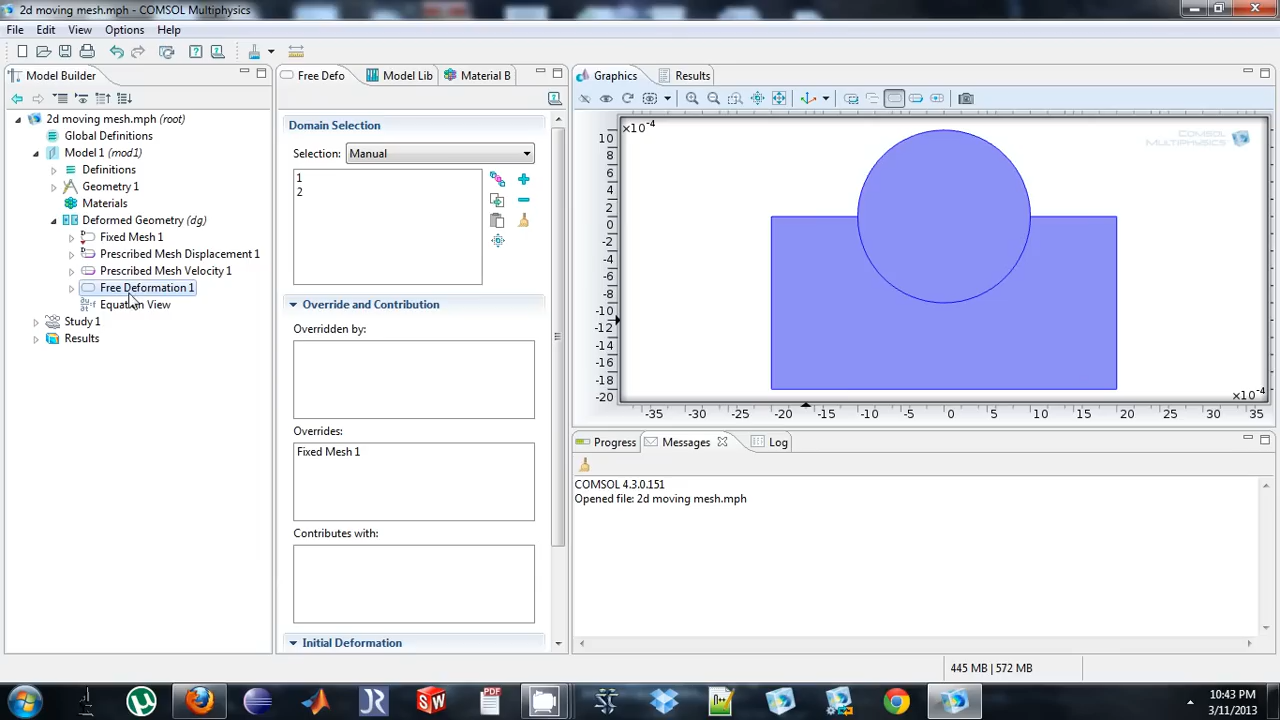 2d moving mesh.mph - COMSOL Multiphysics
File Edit View Options Help
Model Builder
2d moving mesh.mph (root)
Global Definitions
Model 1 (mod1)
Definitions
Geometry 1
Materials
Deformed Geometry (dg)
Fixed Mesh 1
Prescribed Mesh Displacement 1
Prescribed Mesh Velocity 1
Free Deformation 1
Equation View
Study 1
Results
Free Defo Model Lib Material B
Domain Selection
Selection: Manual
1
2
Override and Contribution
Overridden by:
Overrides:
Fixed Mesh 1
Contributes with:
Initial Deformation
Graphics Results
×10-4
COMSOL
MULTIPHYSICS
10
8
6
4
2
0
-2
-4
-6
-8
-10
-12
-14
-16
-18
-20
×10-4
-35 -30 -25 -20 -15 -10 -5 0 5 10 15 20 25 30 35
Progress Messages Log
COMSOL 4.3.0.151
Opened file: 2d moving mesh.mph
445 MB | 572 MB
10:43 PM
3/11/2013